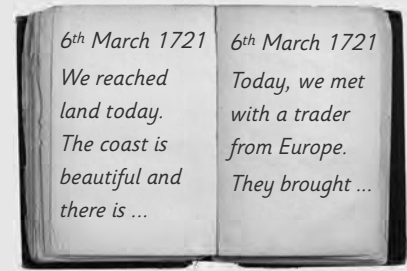 6th March 1721
We reached
land today.
The coast is
beautiful and
there is ...
6th March 1721
Today, we met
with a trader
from Europe.
They brought ...